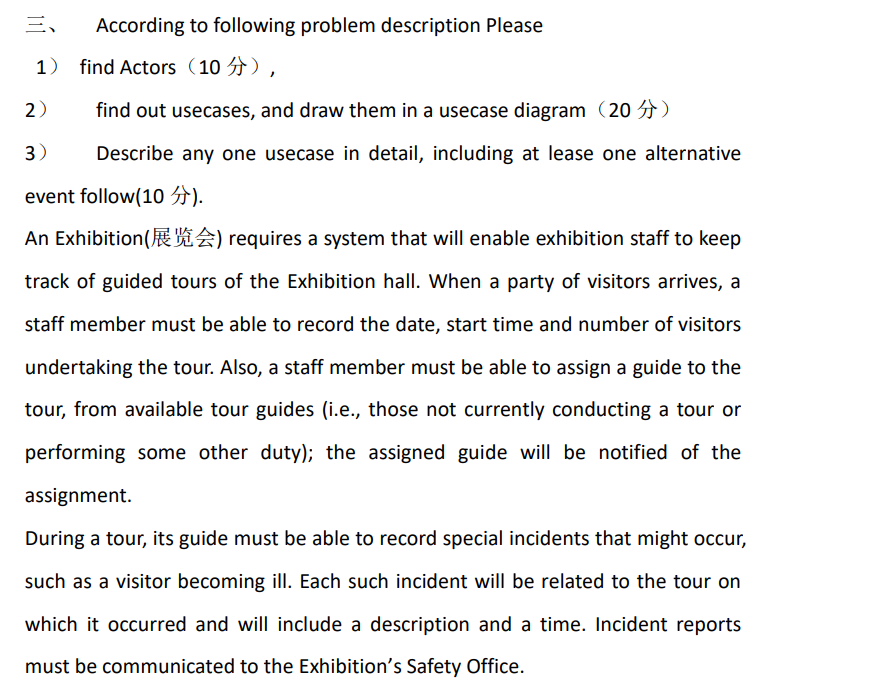 三、 According to following problem description Please
1） find Actors（10 分）,
2） find out usecases, and draw them in a usecase diagram（20 分）
3） Describe any one usecase in detail, including at lease one alternative
event follow(10 分).
An Exhibition(展览会) requires a system that will enable exhibition staff to keep
track of guided tours of the Exhibition hall. When a party of visitors arrives, a
staff member must be able to record the date, start time and number of visitors
undertaking the tour. Also, a staff member must be able to assign a guide to the
tour, from available tour guides (i.e., those not currently conducting a tour or
performing some other duty); the assigned guide will be notified of the
assignment.
During a tour, its guide must be able to record special incidents that might occur,
such as a visitor becoming ill. Each such incident will be related to the tour on
which it occurred and will include a description and a time. Incident reports
must be communicated to the Exhibition’s Safety Office.